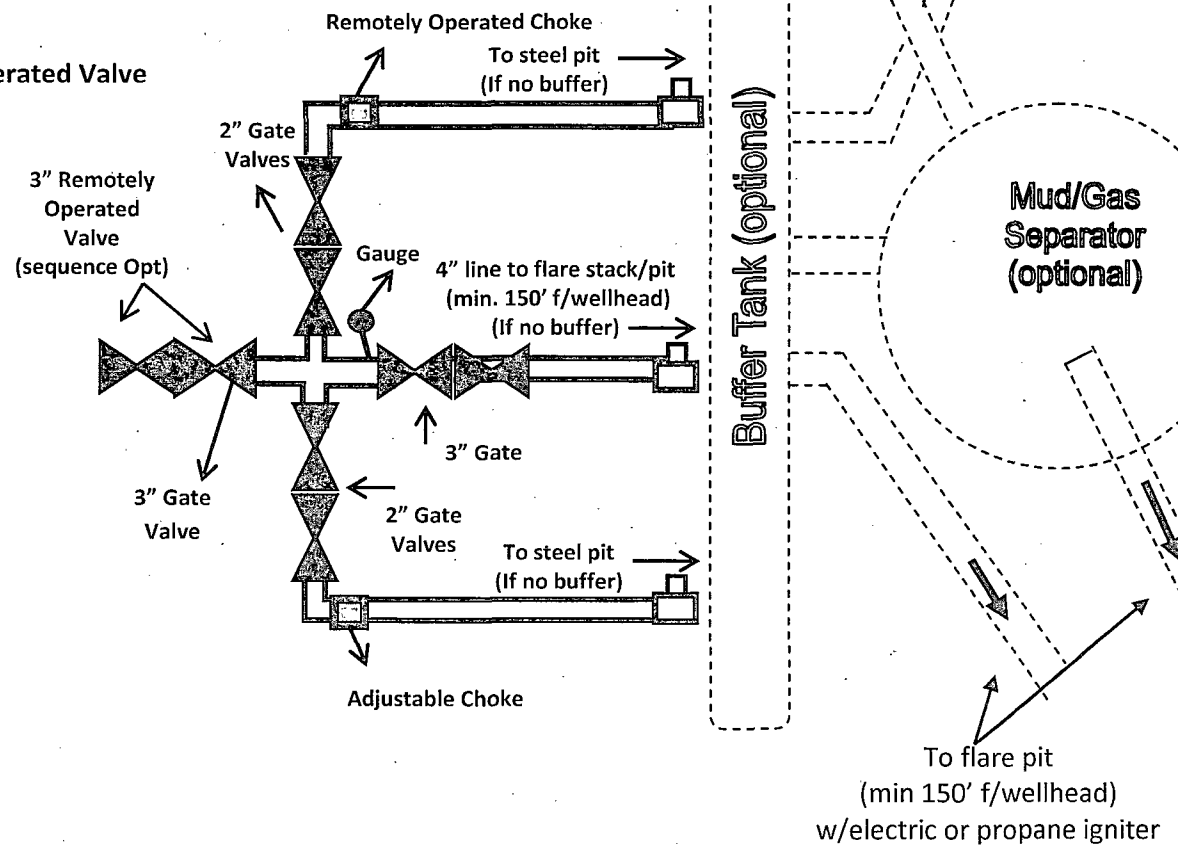 Remotely Operated Choke
To steel pit
(If no buffer)
erated Valve
2” Gate
Valves
3” Remotely
Operated
Valve
(sequence Opt)
Gauge
4” line to flare stack/pit
(min. 150’ f/wellhead)
(If no buffer)
Buffer Tank (optional)
Mud/Gas
Separator
(optional)
3” Gate
3” Gate
Valve
2” Gate
Valves
To steel pit
(If no buffer)
Adjustable Choke
To flare pit
(min 150’ f/wellhead)
w/electric or propane igniter